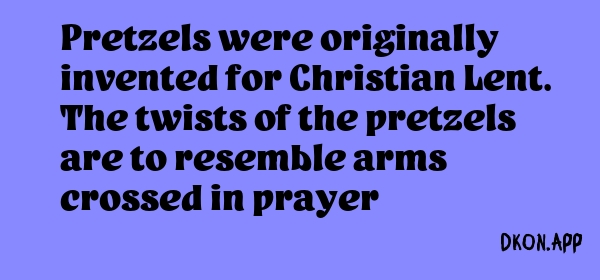 Pretzels were originally
invented for Christian Lent.
The twists of the pretzels
are to resemble arms
crossed in prayer
DKON.APP